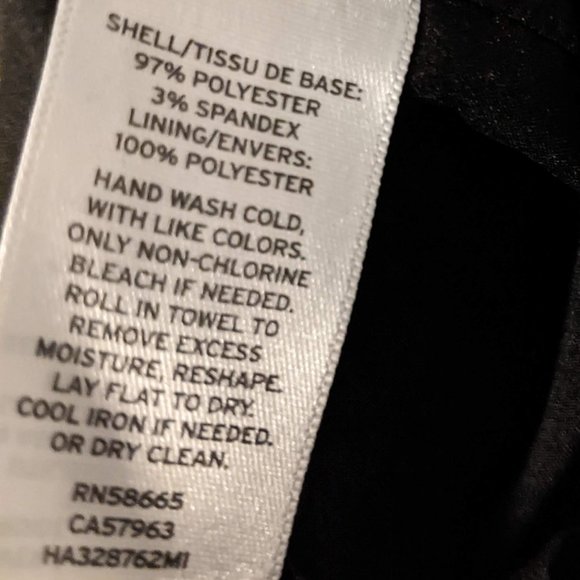 SHELL/TISSU DE BASE:
97% POLYESTER
3% SPANDEX
LINING/ENVERS:
100% POLYESTER
HAND WASH COLD,
WITH LIKE COLORS.
ONLY NON-CHLORINE
BLEACH IF NEEDED.
ROLL IN TOWEL TO
REMOVE EXCESS
MOISTURE, RESHAPE.
LAY FLAT TO DRY.
COOL IRON IF NEEDED.
OR DRY CLEAN.
RN58665
CA57963
HA328762M1